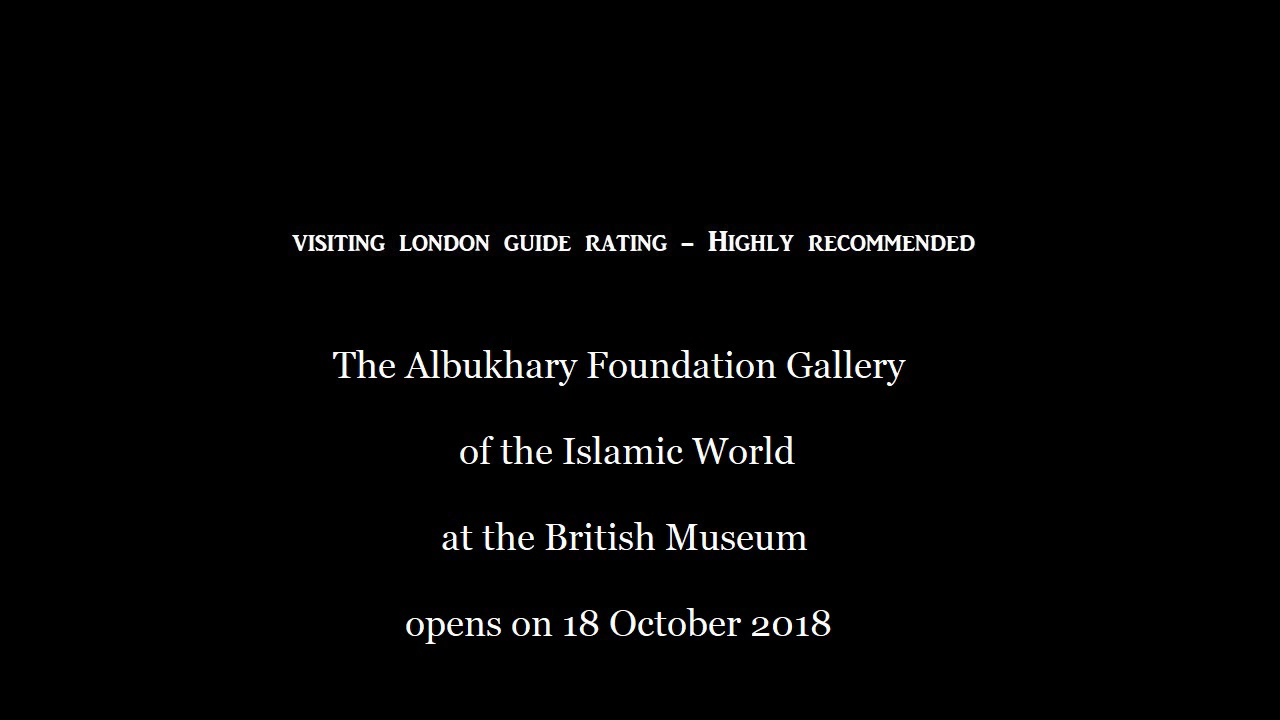 visiting london guide rating – Highly recommended
The Albukhary Foundation Gallery
of the Islamic World
at the British Museum
opens on 18 October 2018